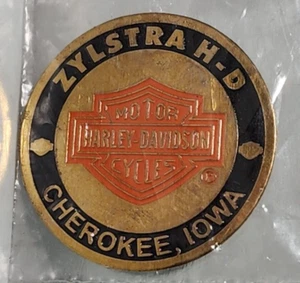 ZYLSTRA H-D
MOTOR
HARLEY-DAVIDSON
CYCLES
®
CHEROKEE, IOWA